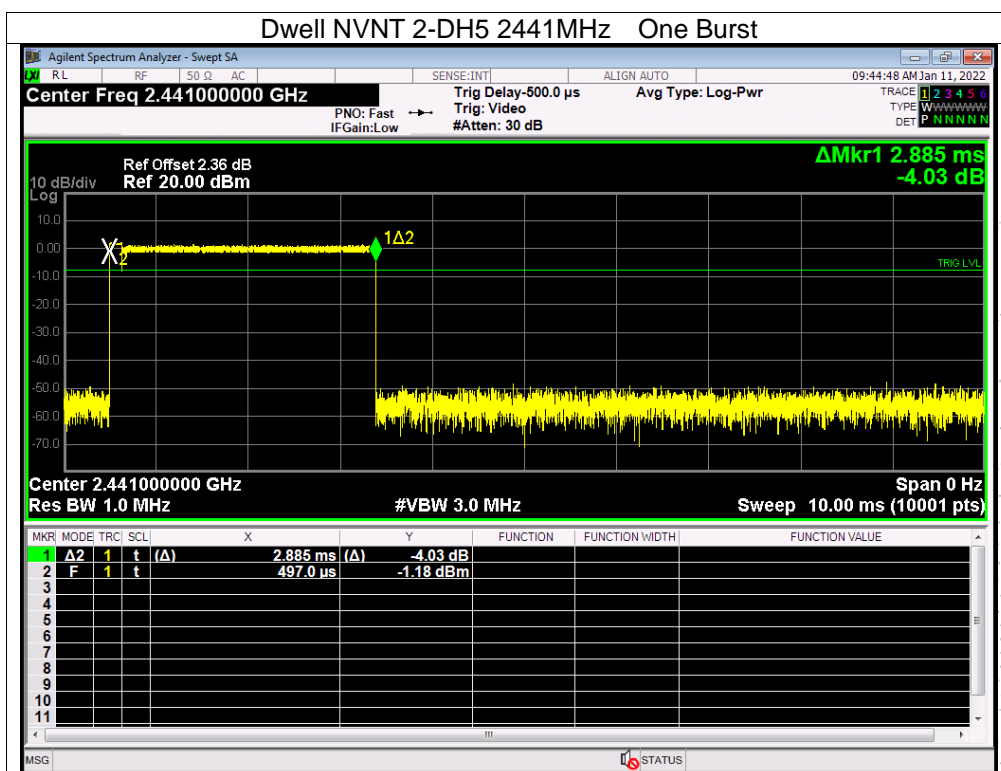 Dwell NVNT 2-DH5 2441MHz One Burst
Agilent Spectrum Analyzer - Swept SA
LXI RL RF 50 Ω AC SENSE:INT ALIGN AUTO 09:44:48 AM Jan 11, 2022
Center Freq 2.441000000 GHz
PNO: Fast
IFGain:Low
Trig Delay-500.0 µs
Trig: Video
#Atten: 30 dB
Avg Type: Log-Pwr
TRACE 1 2 3 4 5 6
TYPE WWWWWW
DET P N N N N N
ΔMkr1 2.885 ms
-4.03 dB
Ref Offset 2.36 dB
10 dB/div Ref 20.00 dBm
Log
10.0
0.00
-10.0
-20.0
-30.0
-40.0
-50.0
-60.0
-70.0
X2
1Δ2
TRIG LVL
Center 2.441000000 GHz Span 0 Hz
Res BW 1.0 MHz #VBW 3.0 MHz Sweep 10.00 ms (10001 pts)
MKR MODE TRC SCL X Y FUNCTION FUNCTION WIDTH FUNCTION VALUE
1 Δ2 1 t (Δ) 2.885 ms (Δ) -4.03 dB
2 F 1 t 497.0 µs -1.18 dBm
3
4
5
6
7
8
9
10
11
MSG STATUS